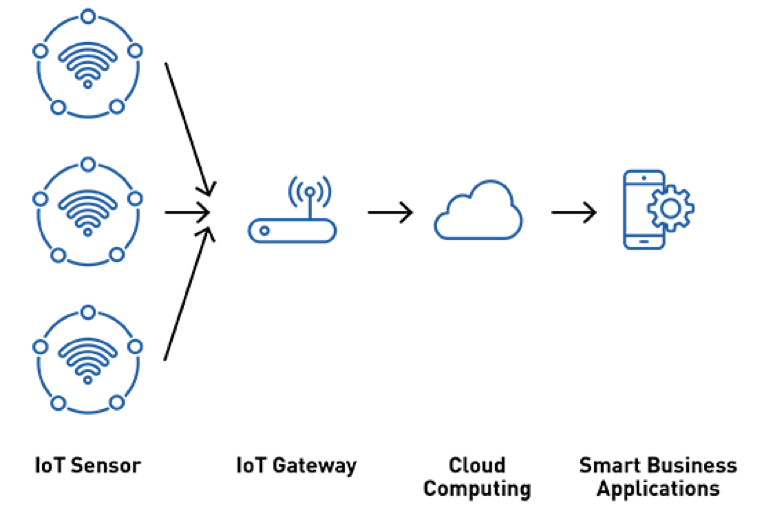 IoT Sensor
IoT Gateway
Cloud
Computing
Smart Business
Applications